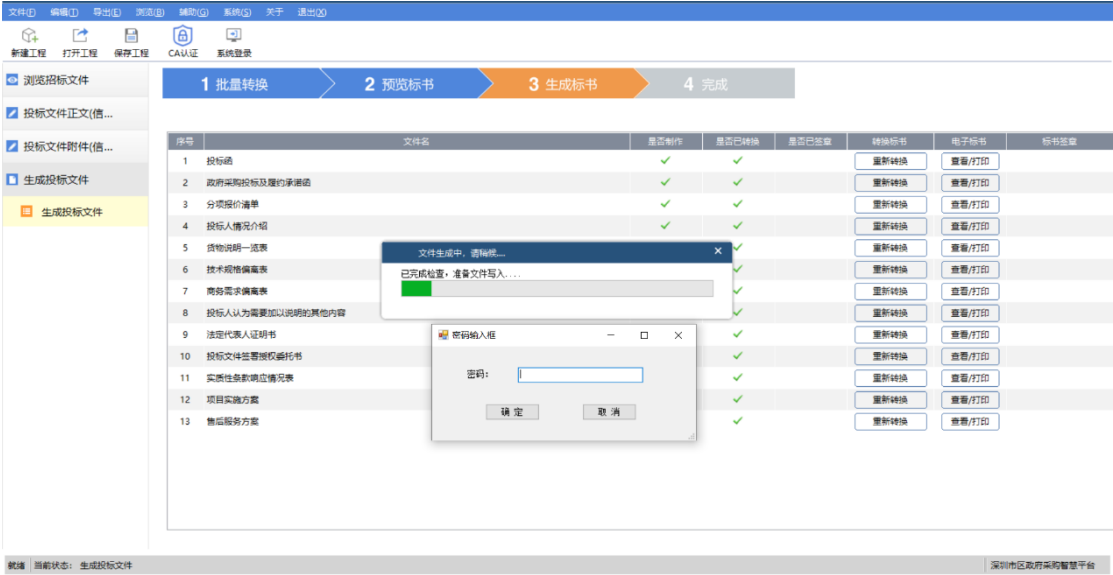 文件(F) 编辑(T) 导出(E) 浏览(B) 辅助(G) 系统(S) 关于 退出(X)
新建工程 打开工程 保存工程 CA认证 系统登录
浏览招标文件
投标文件正文(信...
投标文件附件(信...
生成投标文件
生成投标文件
1 批量转换 2 预览标书 3 生成标书 4 完成
序号 文件名 是否制作 是否已转换 是否已签章 转换标书 电子标书 标书签章
1 投标函 重新转换 查看/打印
2 政府采购投标及履约承诺函 重新转换 查看/打印
3 分项报价清单 重新转换 查看/打印
4 投标人情况介绍 重新转换 查看/打印
5 货物说明一览表 重新转换 查看/打印
6 技术规格偏离表 重新转换 查看/打印
7 商务需求偏离表 重新转换 查看/打印
8 投标人认为需要加以说明的其他内容 重新转换 查看/打印
9 法定代表人证明书 重新转换 查看/打印
10 投标文件签署授权委托书 重新转换 查看/打印
11 实质性条款响应情况表 重新转换 查看/打印
12 项目实施方案 重新转换 查看/打印
13 售后服务方案 重新转换 查看/打印
文件生成中，请稍候....
已完成检查，准备文件写入....
密码输入框
密码：
确定 取消
就绪 当前状态： 生成投标文件 深圳市区政府采购智慧平台